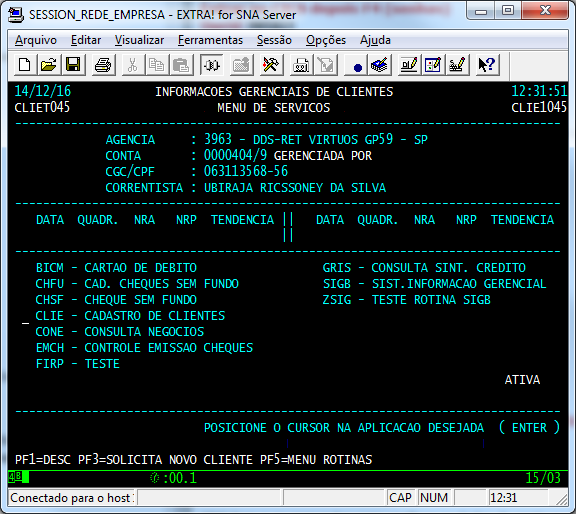 SESSION_REDE_EMPRESA - EXTRA! for SNA Server
Arquivo Editar Visualizar Ferramentas Sessão Opções Ajuda
14/12/16 INFORMACOES GERENCIAIS DE CLIENTES 12:31:51
CLIET045 MENU DE SERVICOS CLIE1045
AGENCIA : 3963 - DDS-RET VIRTUOS GP59 - SP
CONTA : 0000404/9 GERENCIADA POR
CGC/CPF : 063113568-56
CORRENTISTA : UBIRAJA RICSSONEY DA SILVA
DATA QUADR. NRA NRP TENDENCIA || DATA QUADR. NRA NRP TENDENCIA
||
BICM - CARTAO DE DEBITO GRIS - CONSULTA SINT. CREDITO
CHFU - CAD. CHEQUES SEM FUNDO SIGB - SIST.INFORMACAO GERENCIAL
CHSF - CHEQUE SEM FUNDO ZSIG - TESTE ROTINA SIGB
_ CLIE - CADASTRO DE CLIENTES
CONE - CONSULTA NEGOCIOS
EMCH - CONTROLE EMISSAO CHEQUES
FIRP - TESTE
ATIVA
POSICIONE O CURSOR NA APLICACAO DESEJADA ( ENTER )
PF1=DESC PF3=SOLICITA NOVO CLIENTE PF5=MENU ROTINAS
:00.1 15/03
Conectado para o host CAP NUM 12:31